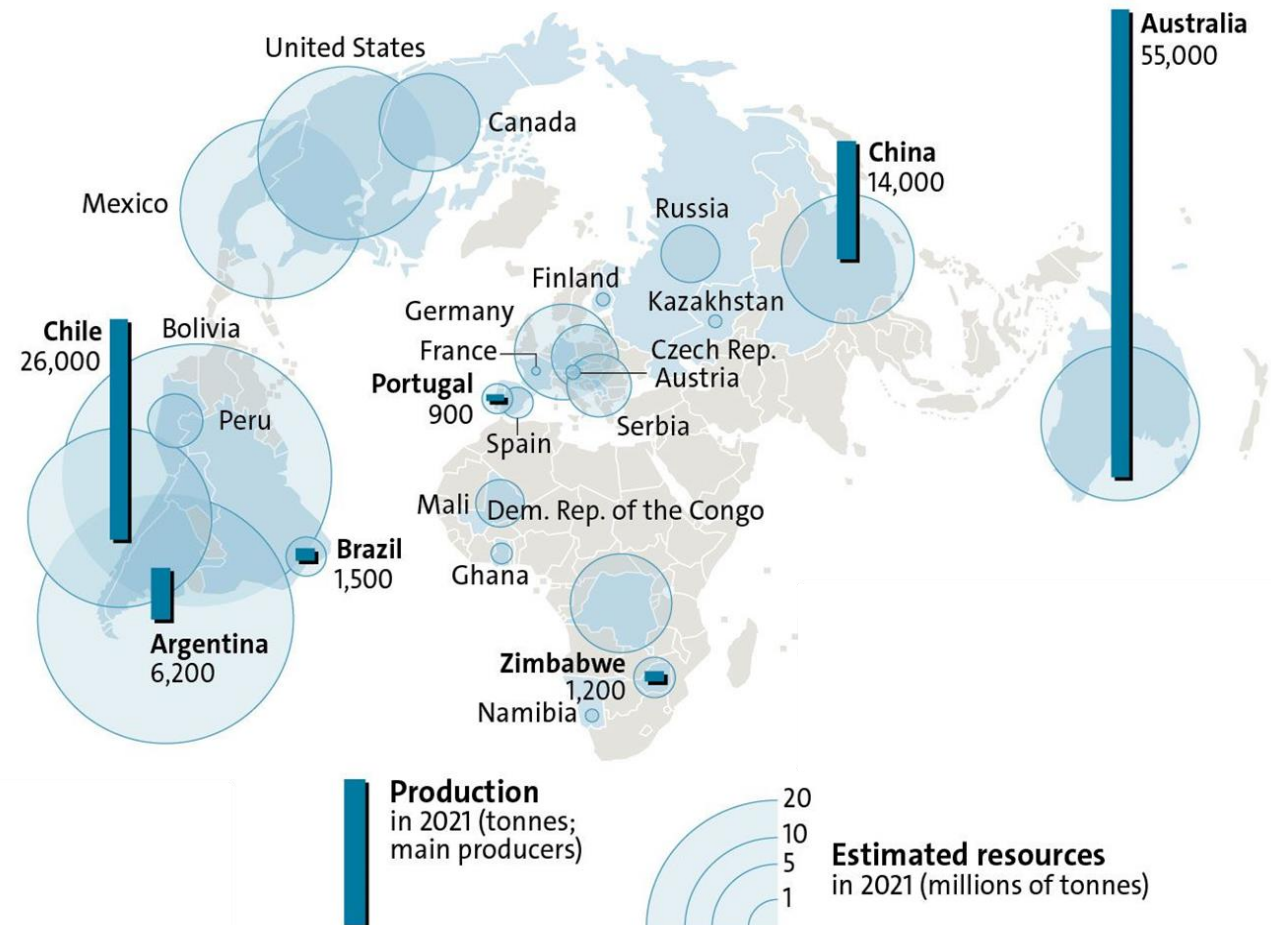 United States
Canada
Mexico
Australia
55,000
China
14,000
Russia
Finland
Kazakhstan
Germany
France
Czech Rep.
Austria
Portugal
900
Spain
Serbia
Chile
26,000
Bolivia
Peru
Mali
Dem. Rep. of the Congo
Ghana
Brazil
1,500
Argentina
6,200
Zimbabwe
1,200
Namibia
Production
in 2021 (tonnes;
main producers)
20
10
5
1
Estimated resources
in 2021 (millions of tonnes)